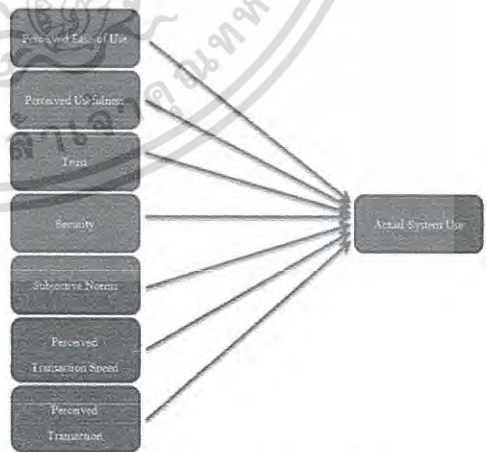 Perceived Ease of Use
Perceived Usefulness
Trust
Security
Subjective Norms
Perceived
Transaction Speed
Perceived
Transaction
Actual System Use